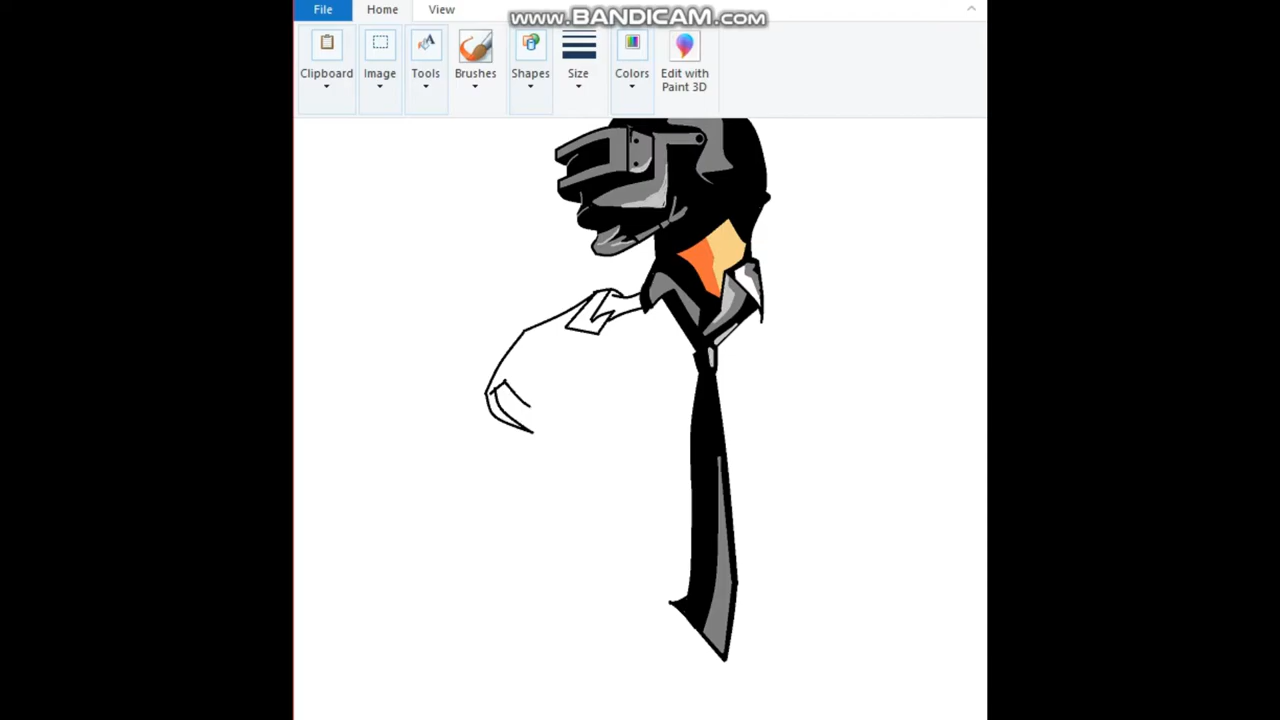 File Home View
www.BANDICAM.com
Clipboard Image Tools Brushes Shapes Size Colors Edit with
Paint 3D